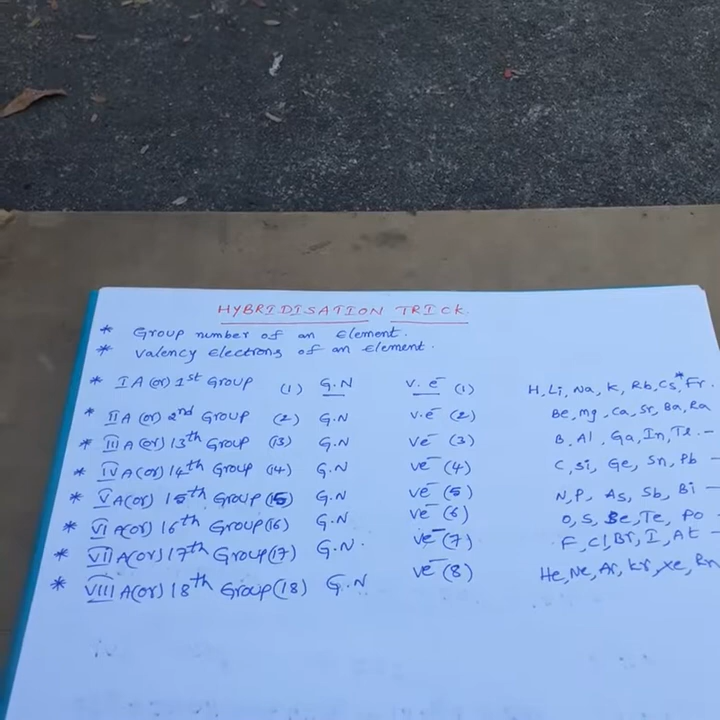 HYBRIDISATION TRICK.
* Group number of an element.
* Valency Electrons of an element.
* IA (or) 1st Group (1) G.N V.e- (1) H, Li, Na, K, Rb, Cs,* Fr.
* IIA (or) 2nd Group (2) G.N V.e- (2) Be, Mg, Ca, Sr, Ba, Ra
* IIIA (or) 13th Group (13) G.N Ve- (3) B, Al, Ga, In, Tl. -
* IVA (or) 14th Group (14) G.N Ve- (4) C, Si, Ge, Sn, Pb -
* VA (or) 15th Group (15) G.N Ve- (5) N, P, As, Sb, Bi -
* VIA (or) 16th Group (16) G.N Ve- (6) O, S, Se, Te, Po -
* VIIA (or) 17th Group (17) G.N. Ve- (7) F, Cl, Br, I, At -
* VIIIA (or) 18th Group (18) G.N Ve- (8) He, Ne, Ar, Kr, Xe, Rn